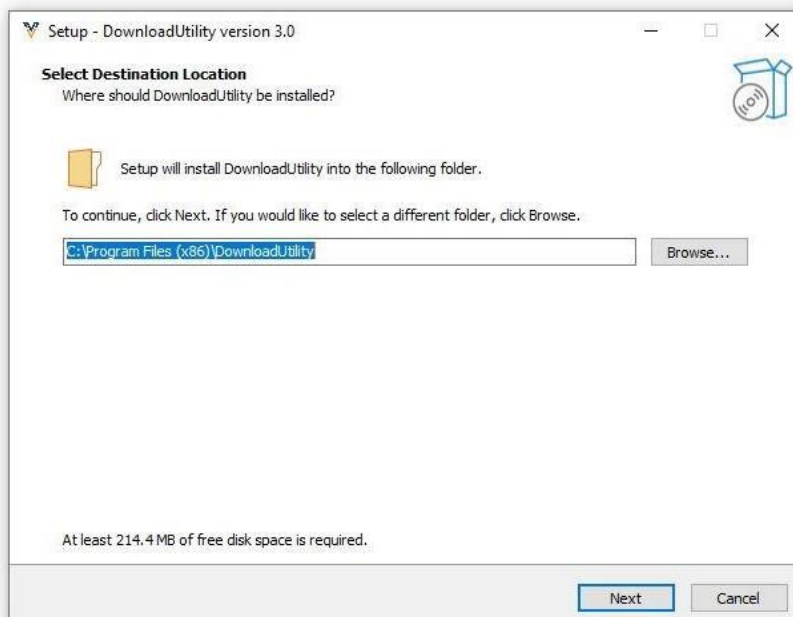 Setup - DownloadUtility version 3.0
Select Destination Location
Where should DownloadUtility be installed?
Setup will install DownloadUtility into the following folder.
To continue, click Next. If you would like to select a different folder, click Browse.
C:\Program Files (x86)\DownloadUtility
Browse...
At least 214.4 MB of free disk space is required.
Next
Cancel